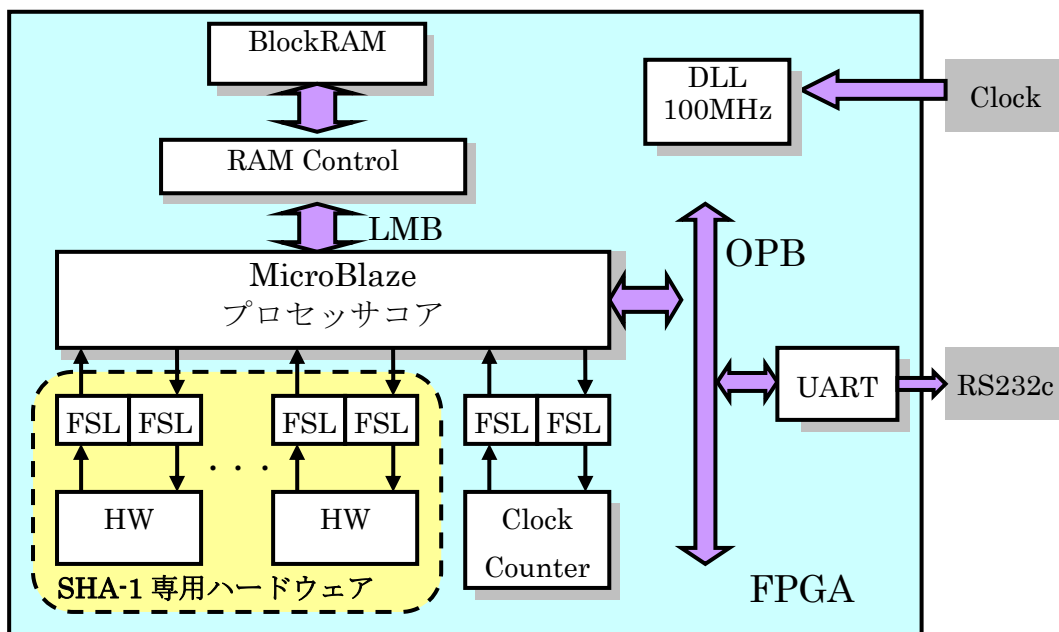 BlockRAM
DLL
100MHz
Clock
RAM Control
LMB
OPB
MicroBlaze
プロセッサコア
UART
RS232c
FSL FSL FSL FSL FSL FSL
. . .
HW HW Clock
Counter
SHA-1 専用ハードウェア
FPGA